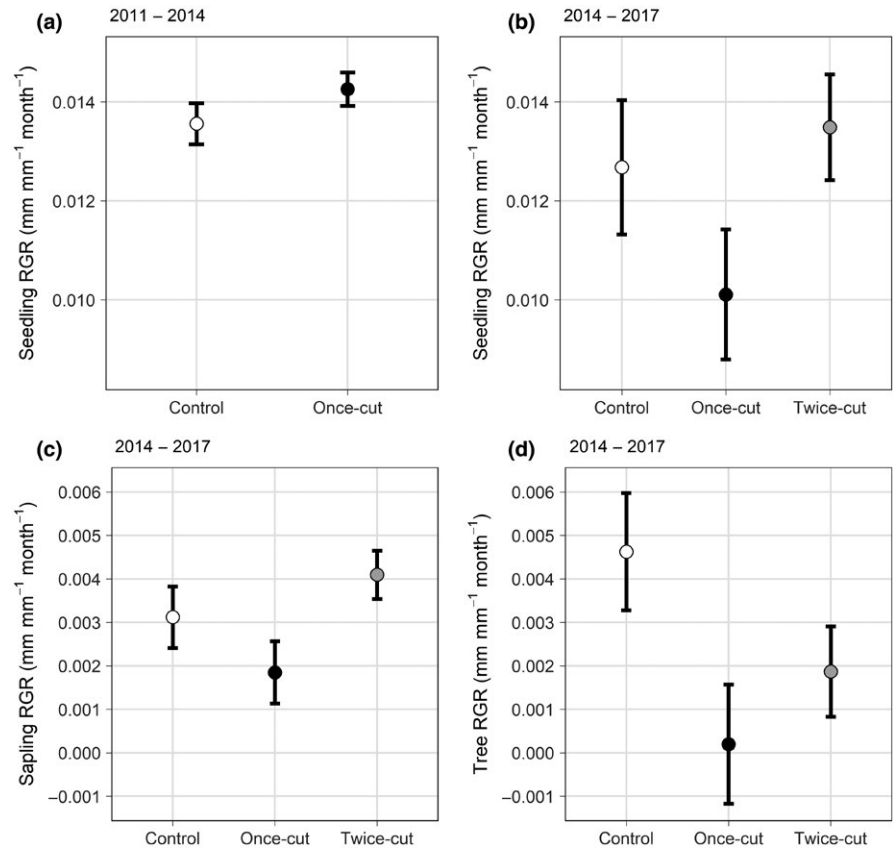 (a) 2011 – 2014
Seedling RGR (mm mm⁻¹ month⁻¹)
0.014
0.012
0.010
Control Once-cut
(b) 2014 – 2017
Seedling RGR (mm mm⁻¹ month⁻¹)
0.014
0.012
0.010
Control Once-cut Twice-cut
(c) 2014 – 2017
Sapling RGR (mm mm⁻¹ month⁻¹)
0.006
0.005
0.004
0.003
0.002
0.001
0.000
−0.001
Control Once-cut Twice-cut
(d) 2014 – 2017
Tree RGR (mm mm⁻¹ month⁻¹)
0.006
0.005
0.004
0.003
0.002
0.001
0.000
−0.001
Control Once-cut Twice-cut